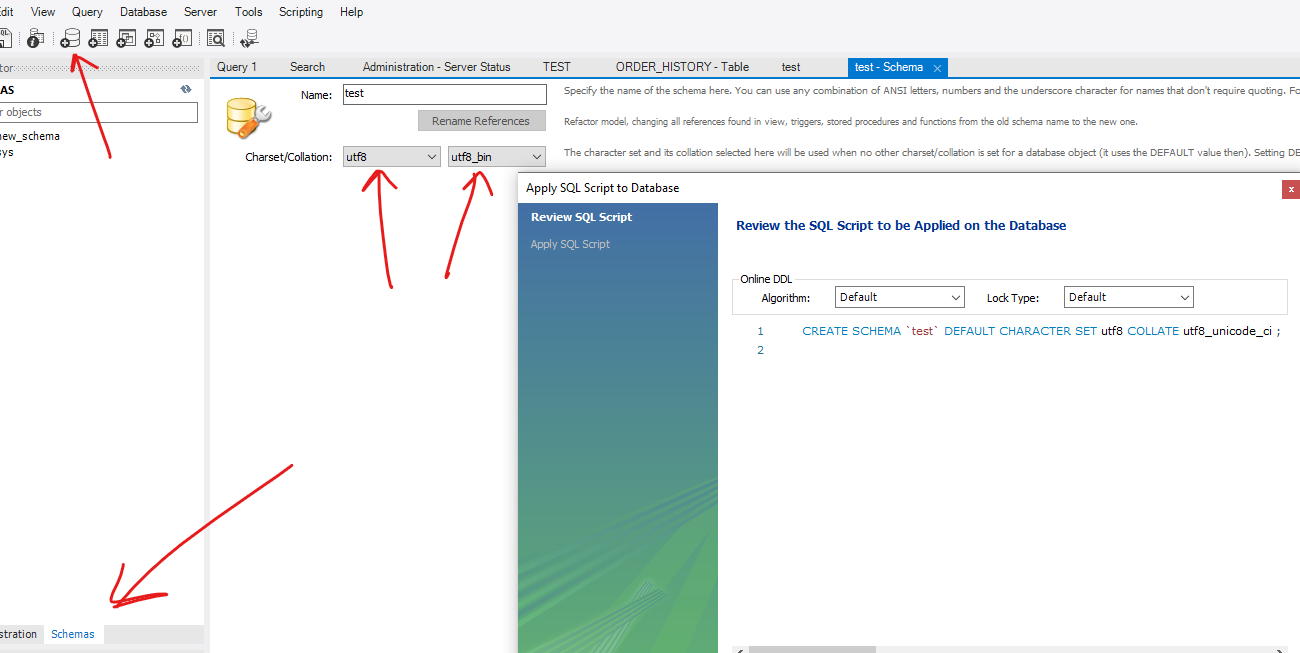 dit View Query Database Server Tools Scripting Help
tor
Query 1 Search Administration - Server Status TEST ORDER_HISTORY - Table test test - Schema
AS
r objects
new_schema
sys
Name: test Specify the name of the schema here. You can use any combination of ANSI letters, numbers and the underscore character for names that don't require quoting. Fo
Rename References Refactor model, changing all references found in view, triggers, stored procedures and functions from the old schema name to the new one.
Charset/Collation: utf8 utf8_bin The character set and its collation selected here will be used when no other charset/collation is set for a database object (it uses the DEFAULT value then). Setting DE
Apply SQL Script to Database
Review SQL Script
Apply SQL Script
Review the SQL Script to be Applied on the Database
Online DDL
Algorithm: Default Lock Type: Default
1 CREATE SCHEMA `test` DEFAULT CHARACTER SET utf8 COLLATE utf8_unicode_ci ;
2
stration Schemas